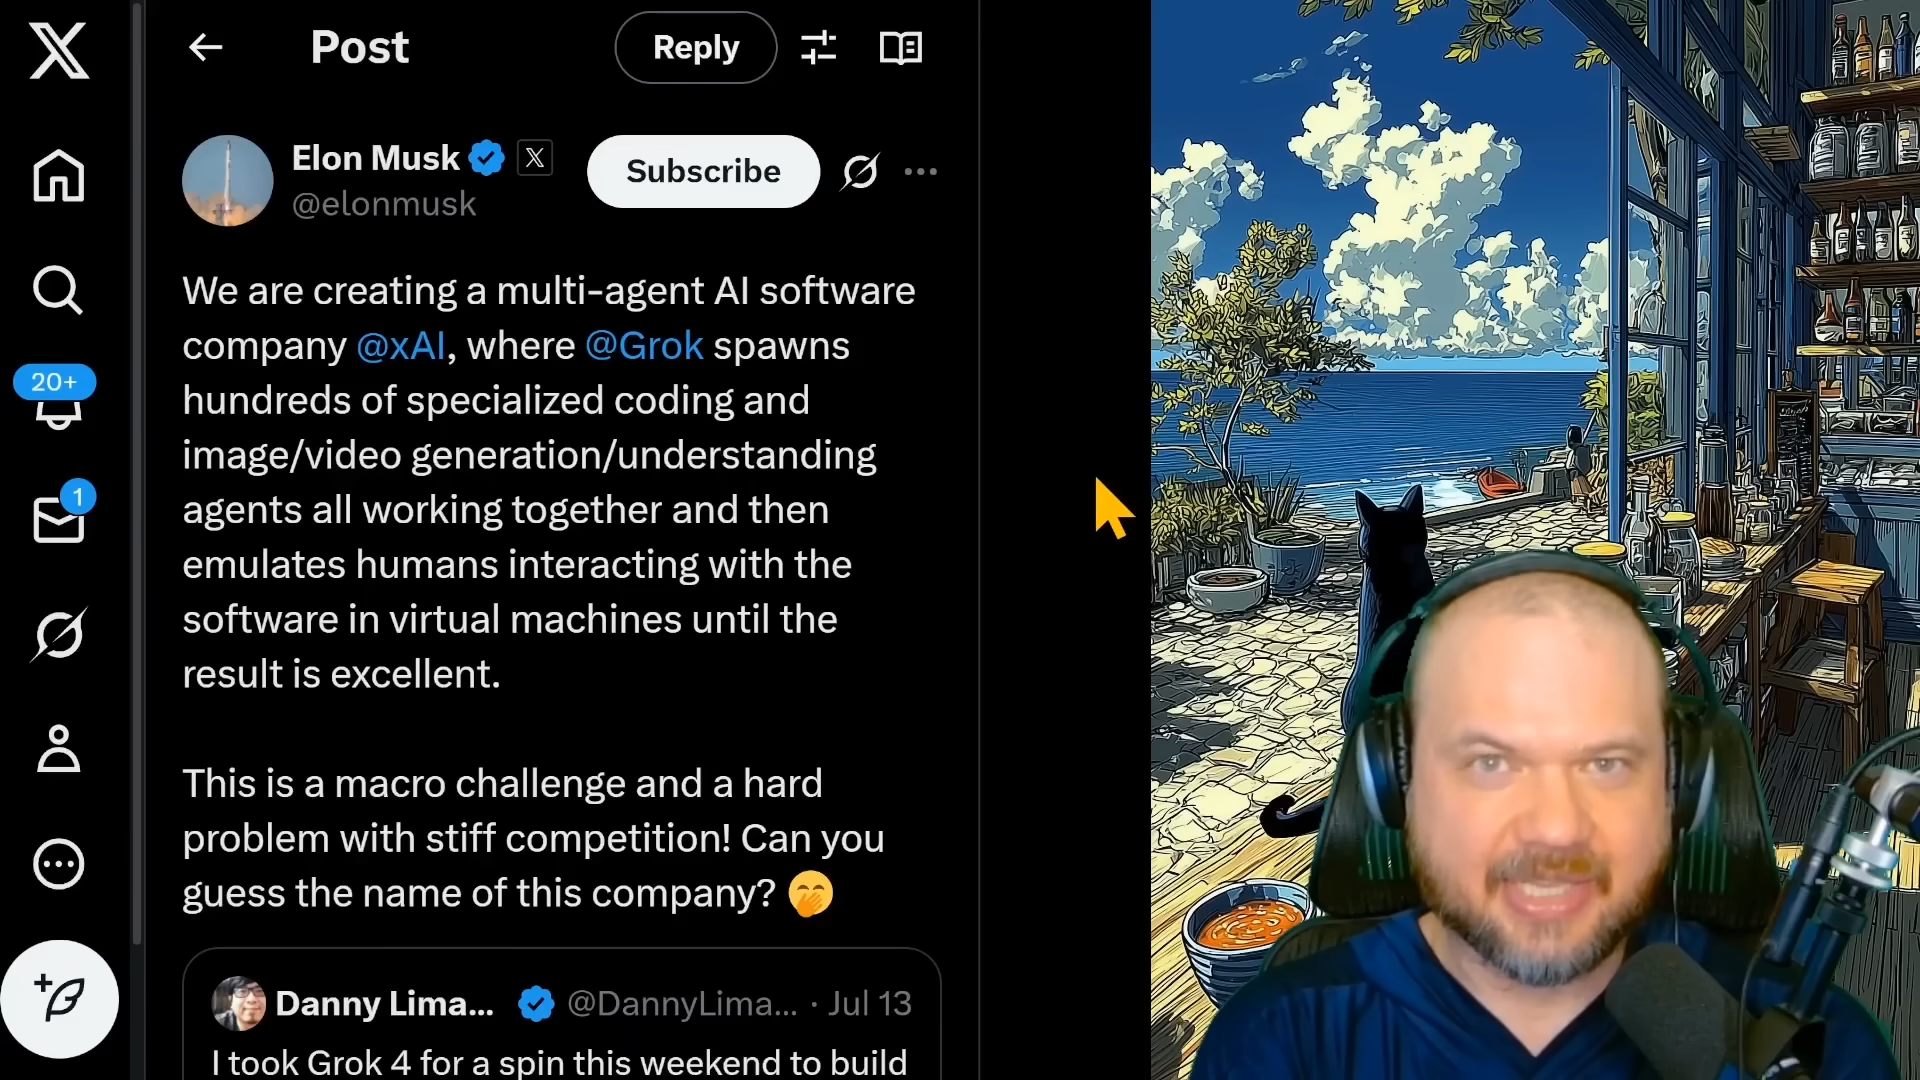 Post
Reply
Elon Musk
@elonmusk
Subscribe
We are creating a multi-agent AI software
company @xAI, where @Grok spawns
hundreds of specialized coding and
image/video generation/understanding
agents all working together and then
emulates humans interacting with the
software in virtual machines until the
result is excellent.
This is a macro challenge and a hard
problem with stiff competition! Can you
guess the name of this company? 🤭
20+
1
Danny Lima... @DannyLima... · Jul 13
I took Grok 4 for a spin this weekend to build